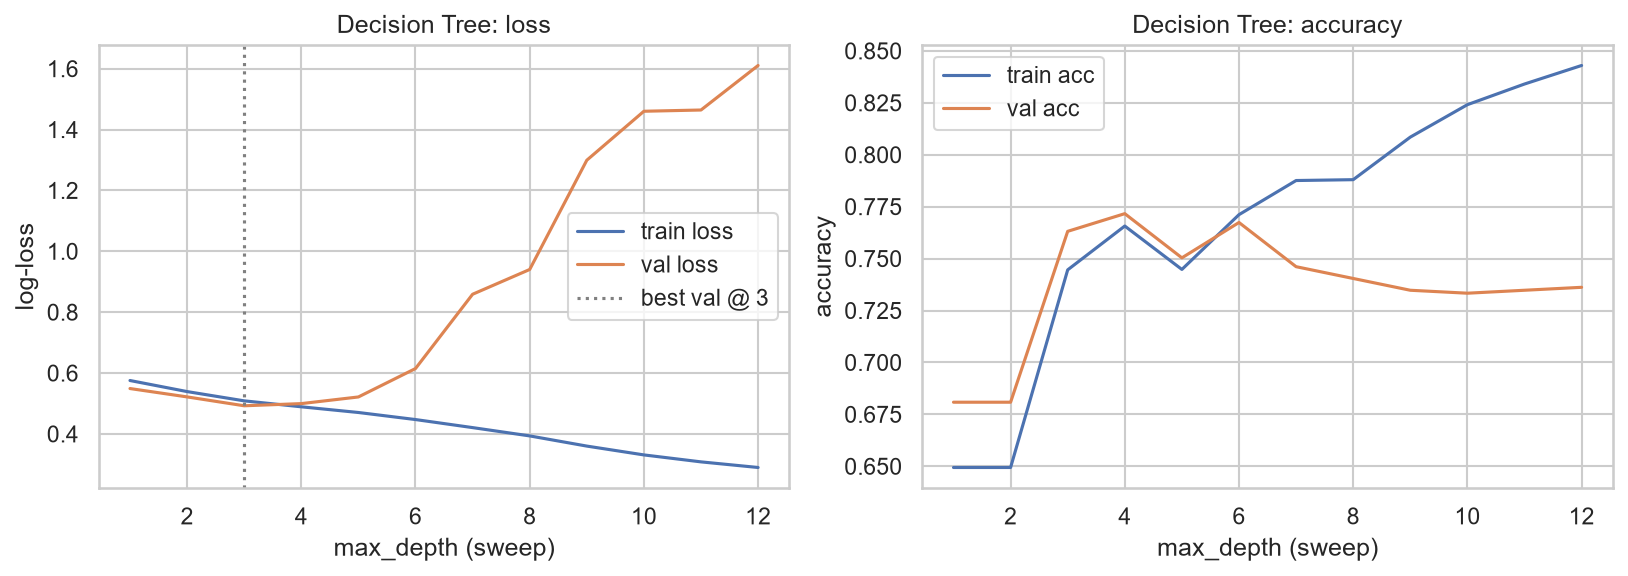 Decision Tree: loss
1.6
1.4
1.2
1.0
0.8
0.6
0.4
log-loss
train loss
val loss
best val @ 3
2 4 6 8 10 12
max_depth (sweep)
Decision Tree: accuracy
0.850
0.825
0.800
0.775
0.750
0.725
0.700
0.675
0.650
accuracy
train acc
val acc
2 4 6 8 10 12
max_depth (sweep)